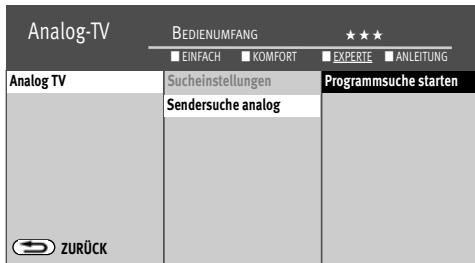 Analog-TV
BEDIENUMFANG ★★★
EINFACH KOMFORT EXPERTE ANLEITUNG
Analog TV Sucheinstellungen Programmsuche starten
Sendersuche analog
ZURÜCK